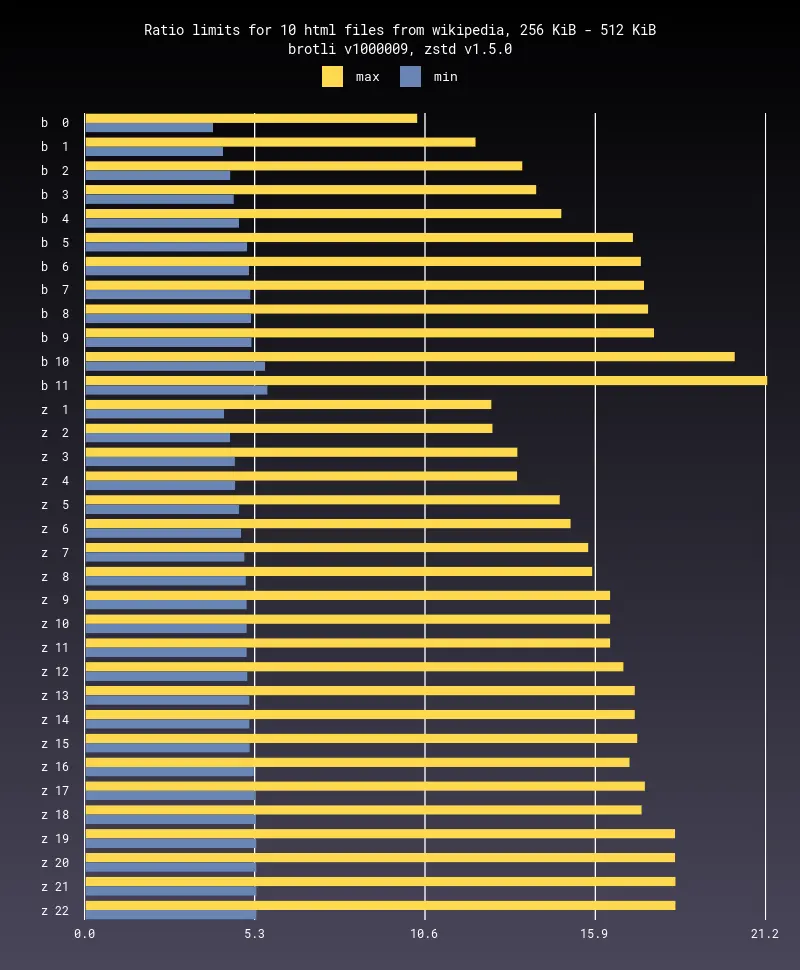 Ratio limits for 10 html files from wikipedia, 256 KiB - 512 KiB
brotli v1000009, zstd v1.5.0
max min
b 0
b 1
b 2
b 3
b 4
b 5
b 6
b 7
b 8
b 9
b 10
b 11
z 1
z 2
z 3
z 4
z 5
z 6
z 7
z 8
z 9
z 10
z 11
z 12
z 13
z 14
z 15
z 16
z 17
z 18
z 19
z 20
z 21
z 22
0.0 5.3 10.6 15.9 21.2